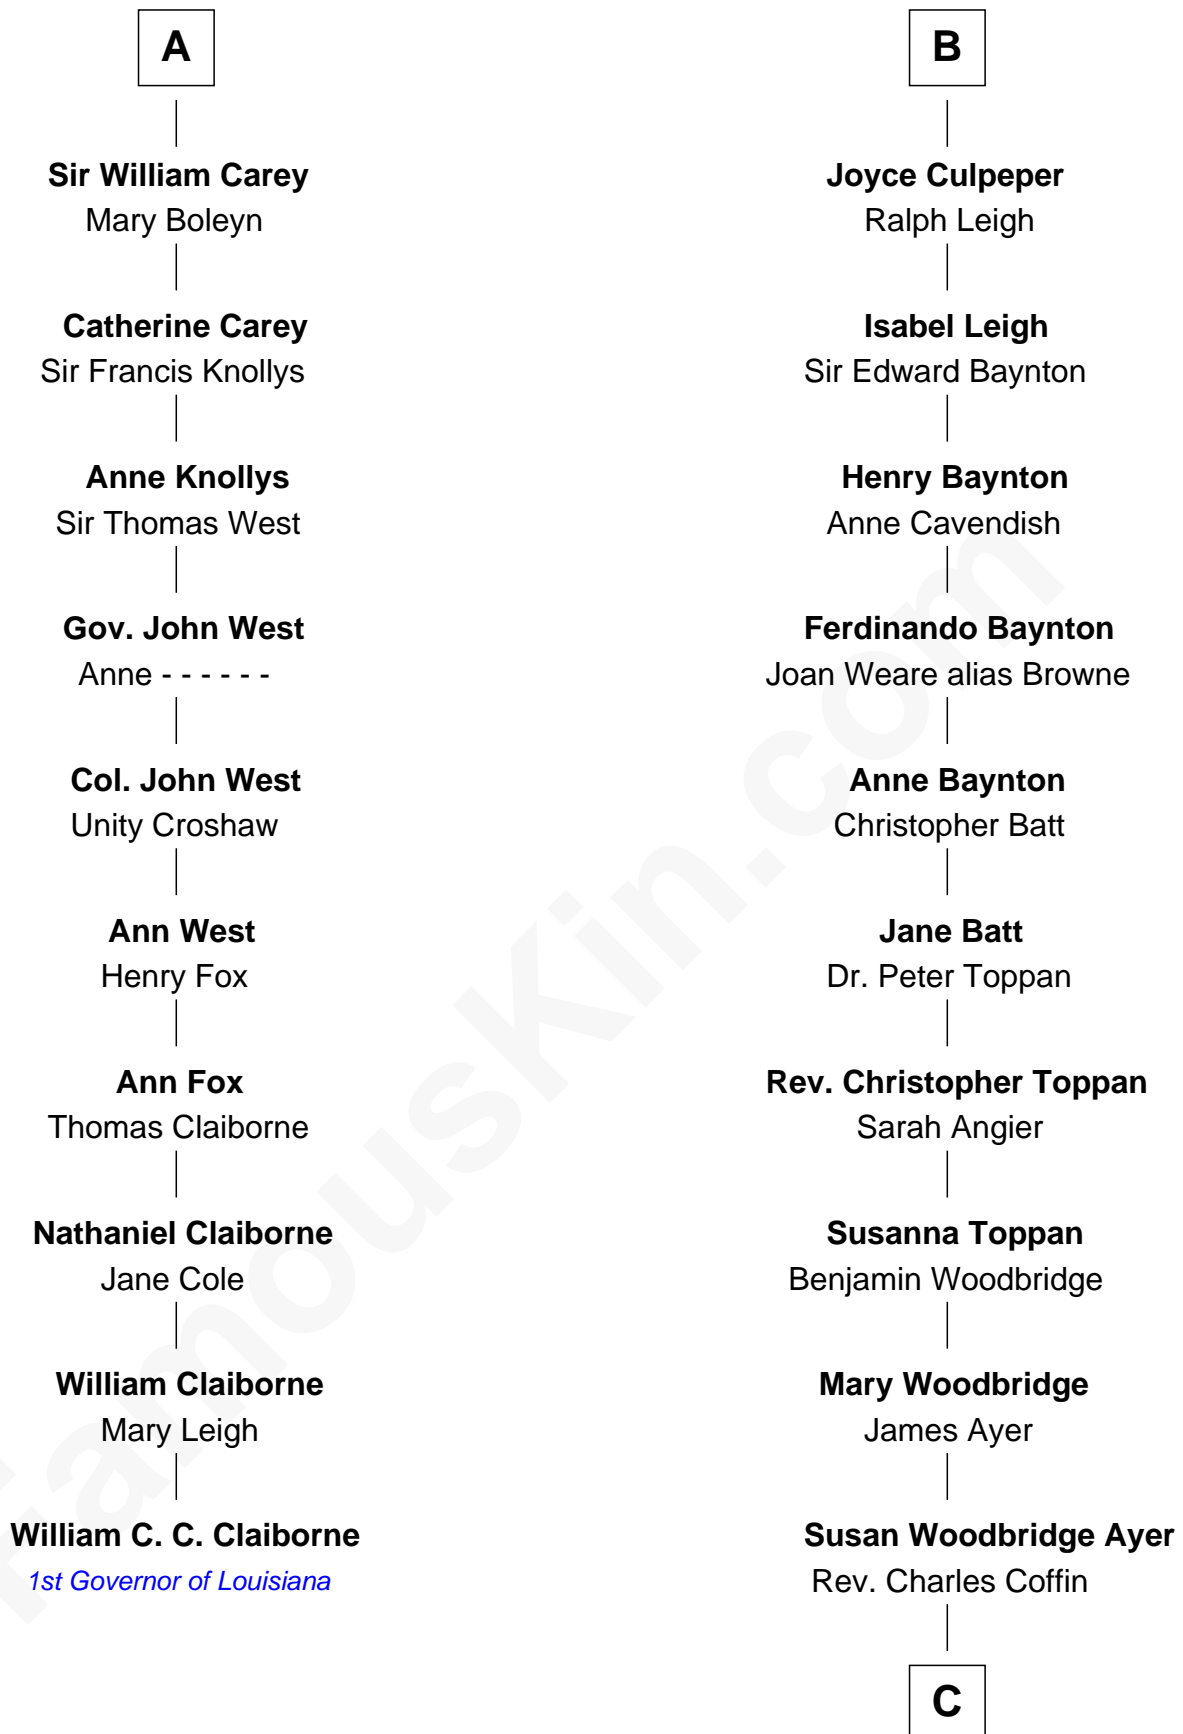 A
Sir William Carey
Mary Boleyn
Catherine Carey
Sir Francis Knollys
Anne Knollys
Sir Thomas West
Gov. John West
Anne - - - - - -
Col. John West
Unity Croshaw
Ann West
Henry Fox
Ann Fox
Thomas Claiborne
Nathaniel Claiborne
Jane Cole
William Claiborne
Mary Leigh
William C. C. Claiborne
1st Governor of Louisiana
B
Joyce Culpeper
Ralph Leigh
Isabel Leigh
Sir Edward Baynton
Henry Baynton
Anne Cavendish
Ferdinando Baynton
Joan Weare alias Browne
Anne Baynton
Christopher Batt
Jane Batt
Dr. Peter Toppan
Rev. Christopher Toppan
Sarah Angier
Susanna Toppan
Benjamin Woodbridge
Mary Woodbridge
James Ayer
Susan Woodbridge Ayer
Rev. Charles Coffin
C
FamousKin.com